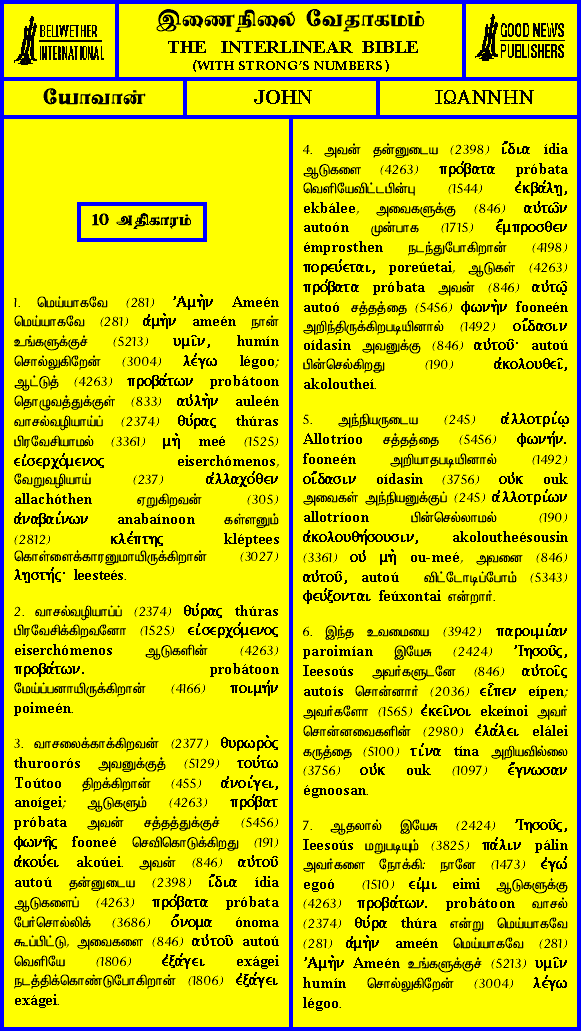 BELLWETHER
INTERNATIONAL
இணைநிலை வேதாகமம்
THE INTERLINEAR BIBLE
(WITH STRONG'S NUMBERS)
GOOD NEWS
PUBLISHERS
யோவான்
JOHN
ΙΩΑΝΝΗΝ
10 அதிகாரம்
1. மெய்யாகவே (281) Ἀμὴν Ameén
மெய்யாகவே (281) ἀμὴν ameén நான்
உங்களுக்குச் (5213) υμῖν, humín
சொல்லுகிறேன் (3004) λέγω légoo;
ஆட்டுத் (4263) προβάτων probátoon
தொழுவத்துக்குள் (833) αὐλὴν auleén
வாசல்வழியாய்ப் (2374) θύρας thúras
பிரவேசியாமல் (3361) μὴ meé (1525)
εἰσερχόμενος eiserchómenos,
வேறுவழியாய் (237) ἀλλαχόθεν
allachóthen ஏறுகிறவன் (305)
ἀναβαίνων anabaínoon கள்ளனும்
(2812) κλέπτης kléptees
கொள்ளைக்காரனுமாயிருக்கிறான் (3027)
λῃστής· leesteés.
2. வாசல்வழியாய்ப் (2374) θύρας thúras
பிரவேசிக்கிறவனோ (1525) εἰσερχόμενος
eiserchómenos ஆடுகளின் (4263)
προβάτων. probátoon
மேய்ப்பனாயிருக்கிறான் (4166) ποιμήν
poimeén.
3. வாசலைக்காக்கிறவன் (2377) θυρωρὸς
thuroorós அவனுக்குத் (5129) τούτω
Toútoo திறக்கிறான் (455) ἀνοίγει,
anoígei; ஆடுகளும் (4263) πρόβατ
próbata அவன் சத்தத்துக்குச் (5456)
φωνῆς fooneé செவிகொடுக்கிறது (191)
ἀκούει akoúei. அவன் (846) αὐτοῦ
autoú தன்னுடைய (2398) ἴδια ídia
ஆடுகளைப் (4263) πρόβατα próbata
பேர்சொல்லிக் (3686) ὄνομα ónoma
கூப்பிட்டு, அவைகளை (846) αὐτοῦ autoú
வெளியே (1806) ἐξάγει exágei
நடத்திக்கொண்டுபோகிறான் (1806) ἐξάγει
exágei.
4. அவன் தன்னுடைய (2398) ἴδια ídia
ஆடுகளை (4263) πρόβατα próbata
வெளியேவிட்டபின்பு (1544) ἐκβάλῃ,
ekbálee, அவைகளுக்கு (846) αὐτῶν
autoón முன்பாக (1715) ἔμπροσθεν
émprosthen நடந்துபோகிறான் (4198)
πορεύεται, poreúetai, ஆடுகள் (4263)
πρόβατα próbata அவன் (846) αὐτῷ
autoó சத்தத்தை (5456) φωνὴν fooneén
அறிந்திருக்கிறபடியினால் (1492) οἴδασιν
oídasin அவனுக்கு (846) αὐτοῦ· autoú
பின்செல்கிறது (190) ἀκολουθεῖ,
akoloutheí.
5. அந்நியருடைய (245) ἀλλοτρίῳ
Allotríoo சத்தத்தை (5456) φωνήν.
fooneén அறியாதபடியினால் (1492)
οἴδασιν oídasin (3756) οὐκ ouk
அவைகள் அந்நியனுக்குப் (245) ἀλλοτρίων
allotríoon பின்செல்லாமல் (190)
ἀκολουθήσουσιν, akoloutheésousin
(3361) οὐ μὴ ou-meé, அவனை (846)
αὐτοῦ, autoú விட்டோடிப்போம் (5343)
φεύξονται feúxontai என்றார்.
6. இந்த உவமையை (3942) παροιμίαν
paroimían இயேசு (2424) Ἰησοῦς,
Ieesoús அவர்களுடனே (846) αὐτοῖς
autoís சொன்னார் (2036) εἶπεν eípen;
அவர்களோ (1565) ἐκεῖνοι ekeínoi அவர்
சொன்னவைகளின் (2980) ἐλάλει elálei
கருத்தை (5100) τίνα tína அறியவில்லை
(3756) οὐκ ouk (1097) ἔγνωσαν
égnoosan.
7. ஆதலால் இயேசு (2424) Ἰησοῦς,
Ieesoús மறுபடியும் (3825) πάλιν pálin
அவர்களை நோக்கி: நானே (1473) ἐγώ
egoó (1510) εἰμι eimi ஆடுகளுக்கு
(4263) προβάτων. probátoon வாசல்
(2374) θύρα thúra என்று மெய்யாகவே
(281) ἀμὴν ameén மெய்யாகவே (281)
Ἀμὴν Ameén உங்களுக்குச் (5213) υμῖν
humín சொல்லுகிறேன் (3004) λέγω
légoo.